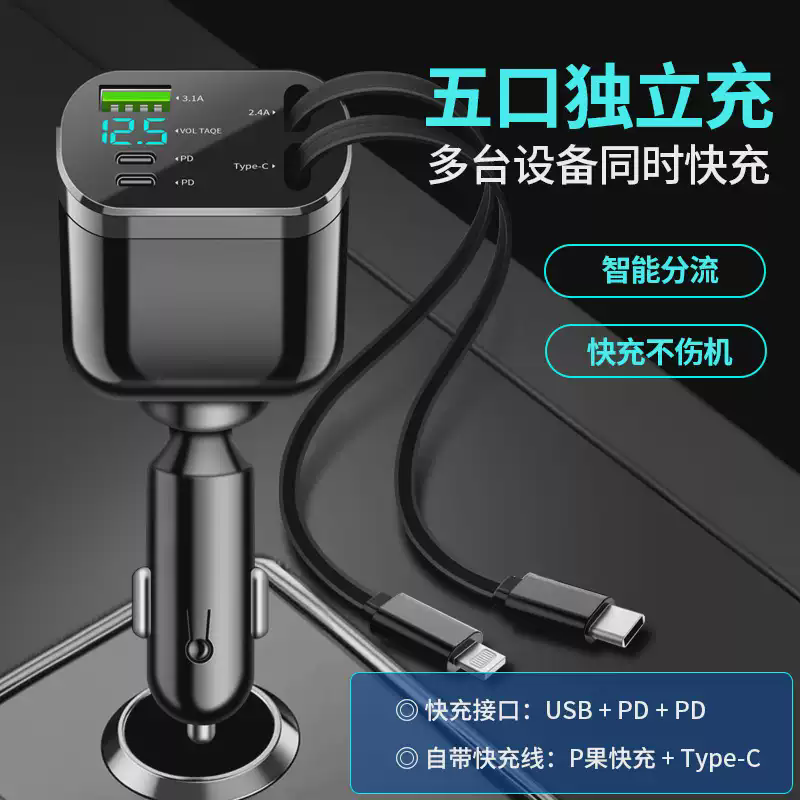 五口独立充
多台设备同时快充
智能分流
快充不伤机
3.1A
2.4A
12.5
VOL TAQE
PD
Type-C
PD
◎ 快充接口：USB + PD + PD
◎ 自带快充线：P果快充 + Type-C